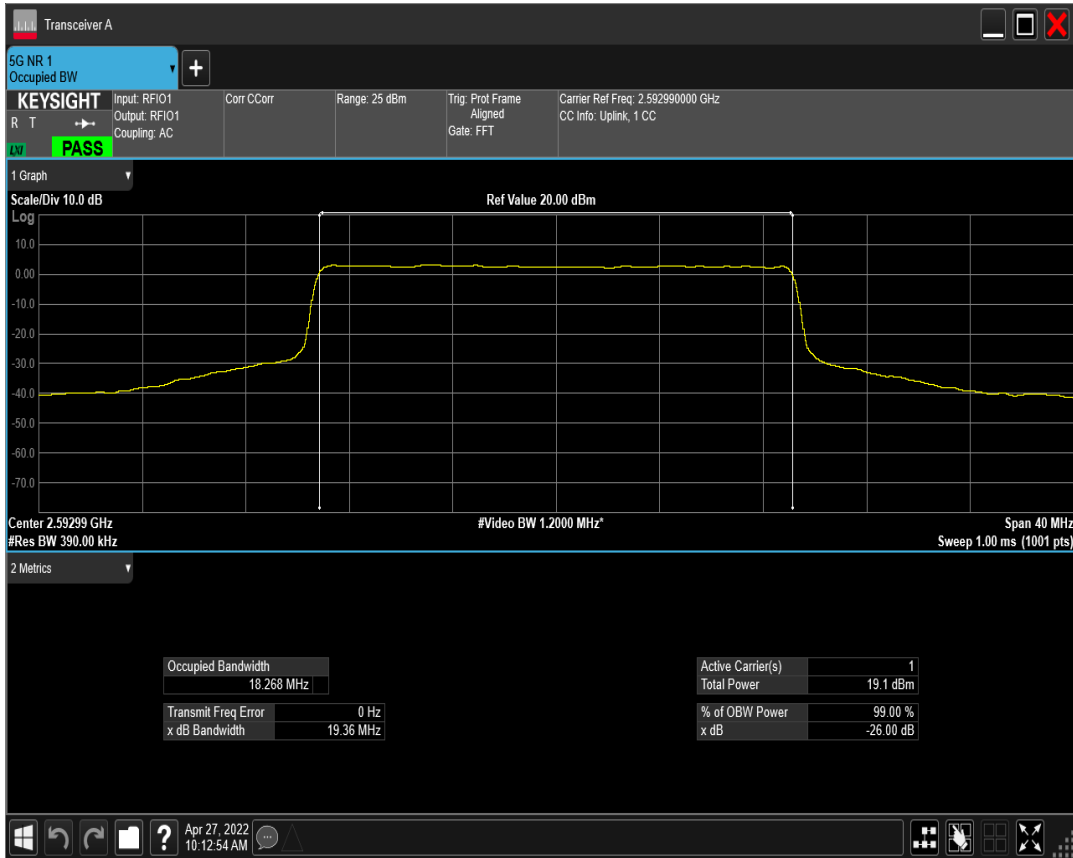 Transceiver A
5G NR 1
Occupied BW
KEYSIGHT
R T
LXI
PASS
Input: RFIO1
Output: RFIO1
Coupling: AC
Corr CCorr
Range: 25 dBm
Trig: Prot Frame
Aligned
Gate: FFT
Carrier Ref Freq: 2.592990000 GHz
CC Info: Uplink, 1 CC
1 Graph
Scale/Div 10.0 dB
Ref Value 20.00 dBm
Log
10.0
0.00
-10.0
-20.0
-30.0
-40.0
-50.0
-60.0
-70.0
Center 2.59299 GHz
#Video BW 1.2000 MHz*
Span 40 MHz
#Res BW 390.00 kHz
Sweep 1.00 ms (1001 pts)
2 Metrics
Occupied Bandwidth
18.268 MHz
Transmit Freq Error 0 Hz
x dB Bandwidth 19.36 MHz
Active Carrier(s) 1
Total Power 19.1 dBm
% of OBW Power 99.00 %
x dB -26.00 dB
Apr 27, 2022
10:12:54 AM